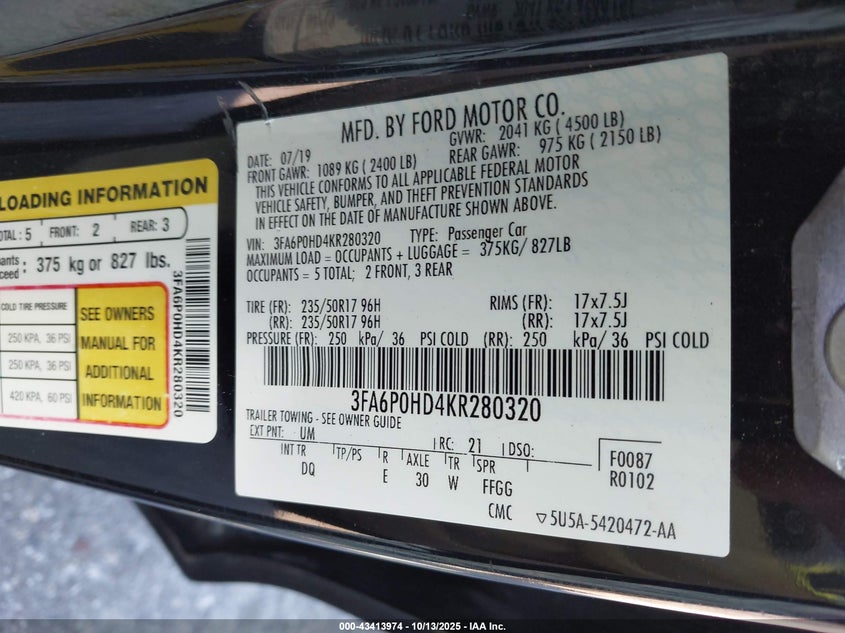 LOADING INFORMATION
TOTAL: 5 FRONT: 2 REAR: 3
375 kg or 827 lbs.
COLD TIRE PRESSURE
250 KPA, 36 PSI
250 KPA, 36 PSI
420 KPA, 60 PSI
SEE OWNERS
MANUAL FOR
ADDITIONAL
INFORMATION
3FA6P0HD4KR280320
MFD. BY FORD MOTOR CO.
DATE: 07/19 GVWR: 2041 KG ( 4500 LB)
FRONT GAWR: 1089 KG ( 2400 LB) REAR GAWR: 975 KG ( 2150 LB)
THIS VEHICLE CONFORMS TO ALL APPLICABLE FEDERAL MOTOR
VEHICLE SAFETY, BUMPER, AND THEFT PREVENTION STANDARDS
IN EFFECT ON THE DATE OF MANUFACTURE SHOWN ABOVE.
VIN: 3FA6P0HD4KR280320 TYPE: Passenger Car
MAXIMUM LOAD = OCCUPANTS + LUGGAGE = 375KG/ 827LB
OCCUPANTS = 5 TOTAL; 2 FRONT, 3 REAR
TIRE (FR): 235/50R17 96H RIMS (FR): 17x7.5J
(RR): 235/50R17 96H (RR): 17x7.5J
PRESSURE (FR): 250 kPa/ 36 PSI COLD (RR): 250 kPa/ 36 PSI COLD
3FA6P0HD4KR280320
TRAILER TOWING - SEE OWNER GUIDE
EXT PNT: UM RC: 21 DSO:
INT TR TP/PS R AXLE TR SPR
DQ E 30 W FFGG
CMC
F0087
R0102
▽5U5A-5420472-AA
000-43413974 | 10/13/2025 - IAA Inc.